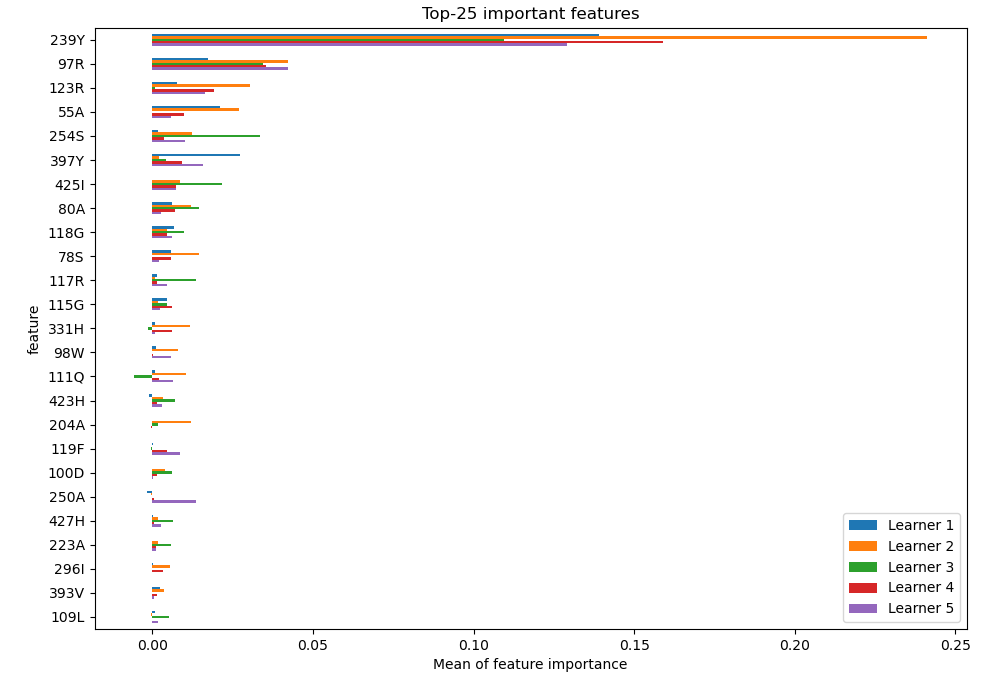 Top-25 important features
239Y
97R
123R
55A
254S
397Y
425I
80A
118G
78S
117R
115G
331H
98W
111Q
423H
204A
119F
100D
250A
427H
223A
296I
393V
109L
feature
Learner 1
Learner 2
Learner 3
Learner 4
Learner 5
0.00 0.05 0.10 0.15 0.20 0.25
Mean of feature importance